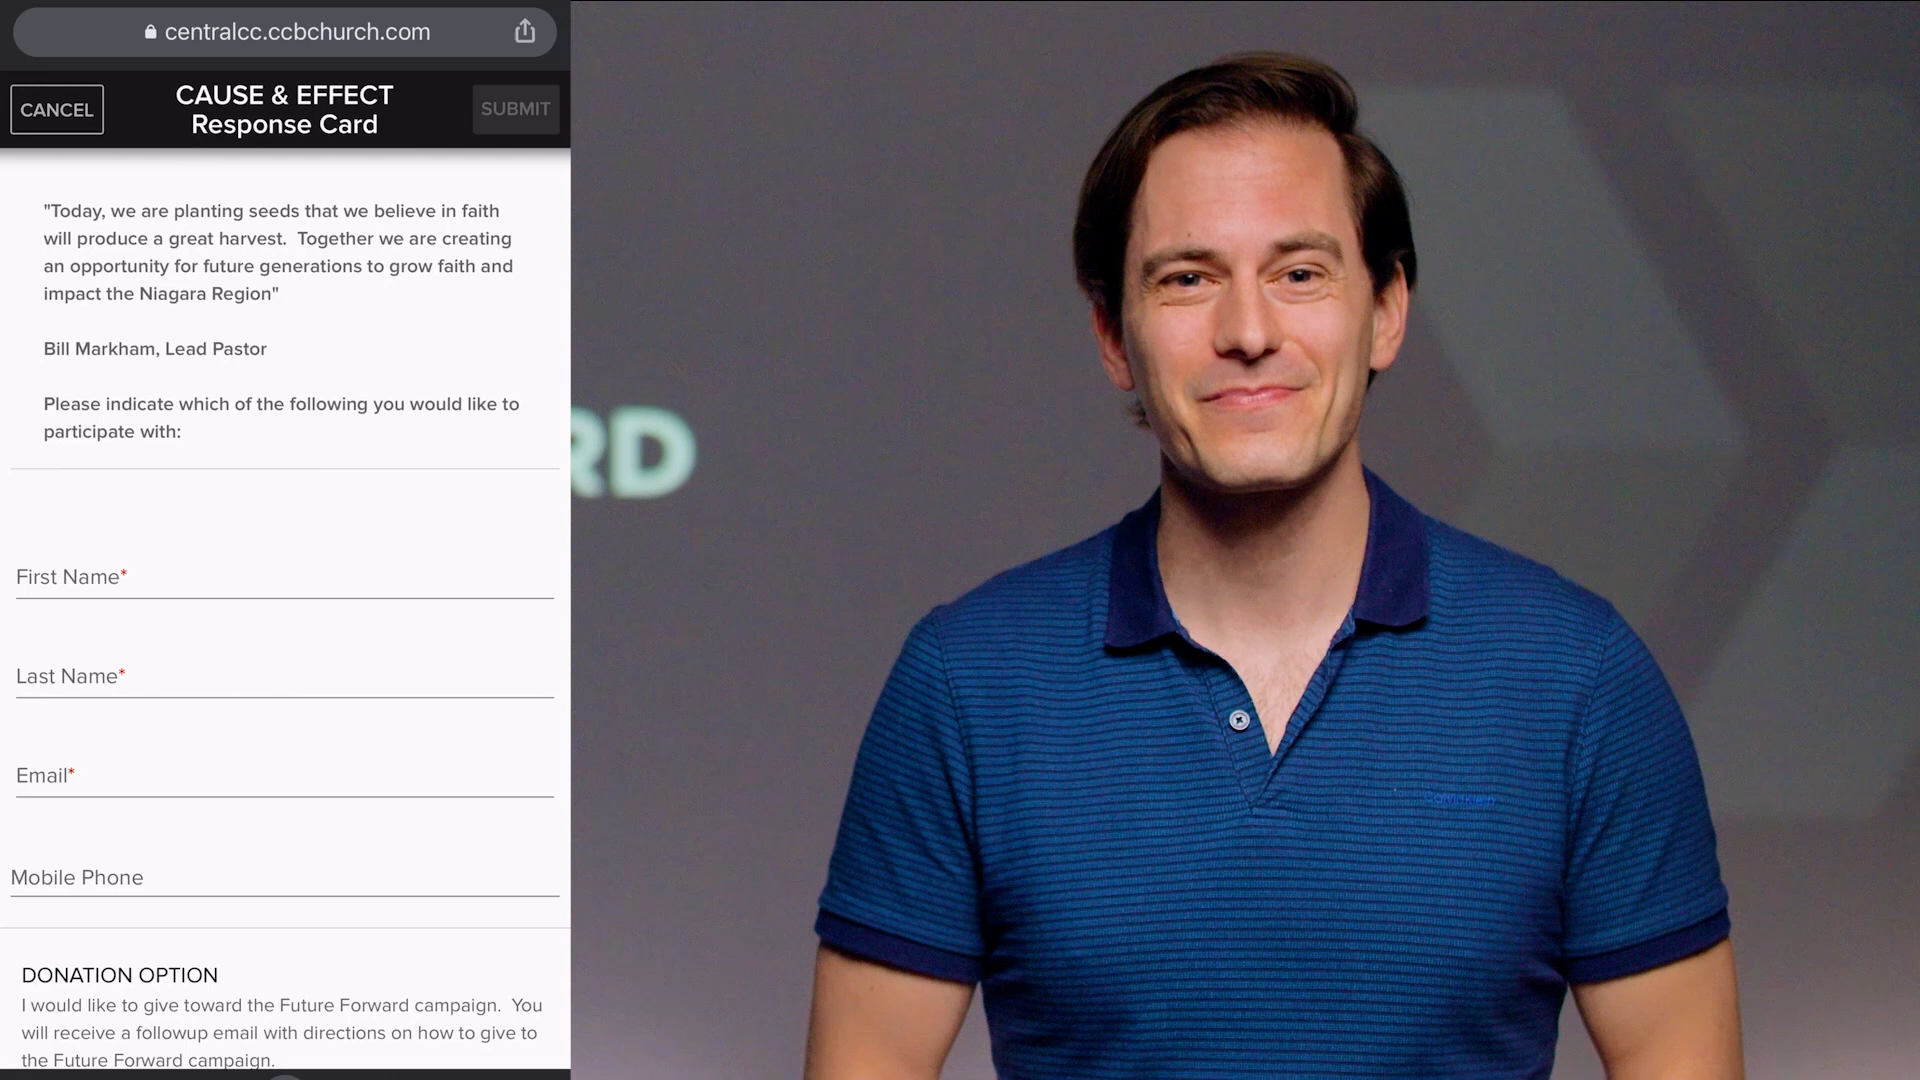 centralcc.ccbchurch.com
CANCEL
CAUSE & EFFECT
Response Card
SUBMIT
"Today, we are planting seeds that we believe in faith
will produce a great harvest.  Together we are creating
an opportunity for future generations to grow faith and
impact the Niagara Region"
Bill Markham, Lead Pastor
Please indicate which of the following you would like to
participate with:
First Name*
Last Name*
Email*
Mobile Phone
DONATION OPTION
I would like to give toward the Future Forward campaign.  You
will receive a followup email with directions on how to give to
the Future Forward campaign.
RD